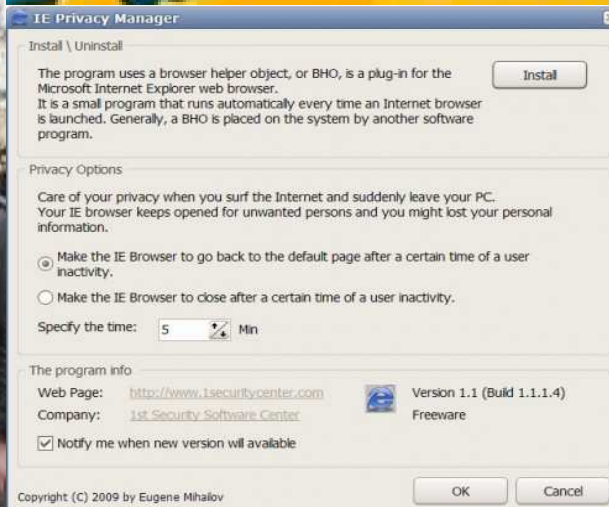 IE Privacy Manager
Install \ Uninstall
The program uses a browser helper object, or BHO, is a plug-in for the
Microsoft Internet Explorer web browser.
It is a small program that runs automatically every time an Internet browser
is launched. Generally, a BHO is placed on the system by another software
program.
Install
Privacy Options
Care of your privacy when you surf the Internet and suddenly leave your PC.
Your IE browser keeps opened for unwanted persons and you might lost your personal
information.
Make the IE Browser to go back to the default page after a certain time of a user
inactivity.
Make the IE Browser to close after a certain time of a user inactivity.
Specify the time: 5 Min
The program info
Web Page: http://www.1securitycenter.com
Version 1.1 (Build 1.1.1.4)
Company: 1st Security Software Center
Freeware
Notify me when new version will available
Copyright (C) 2009 by Eugene Mihailov
OK
Cancel